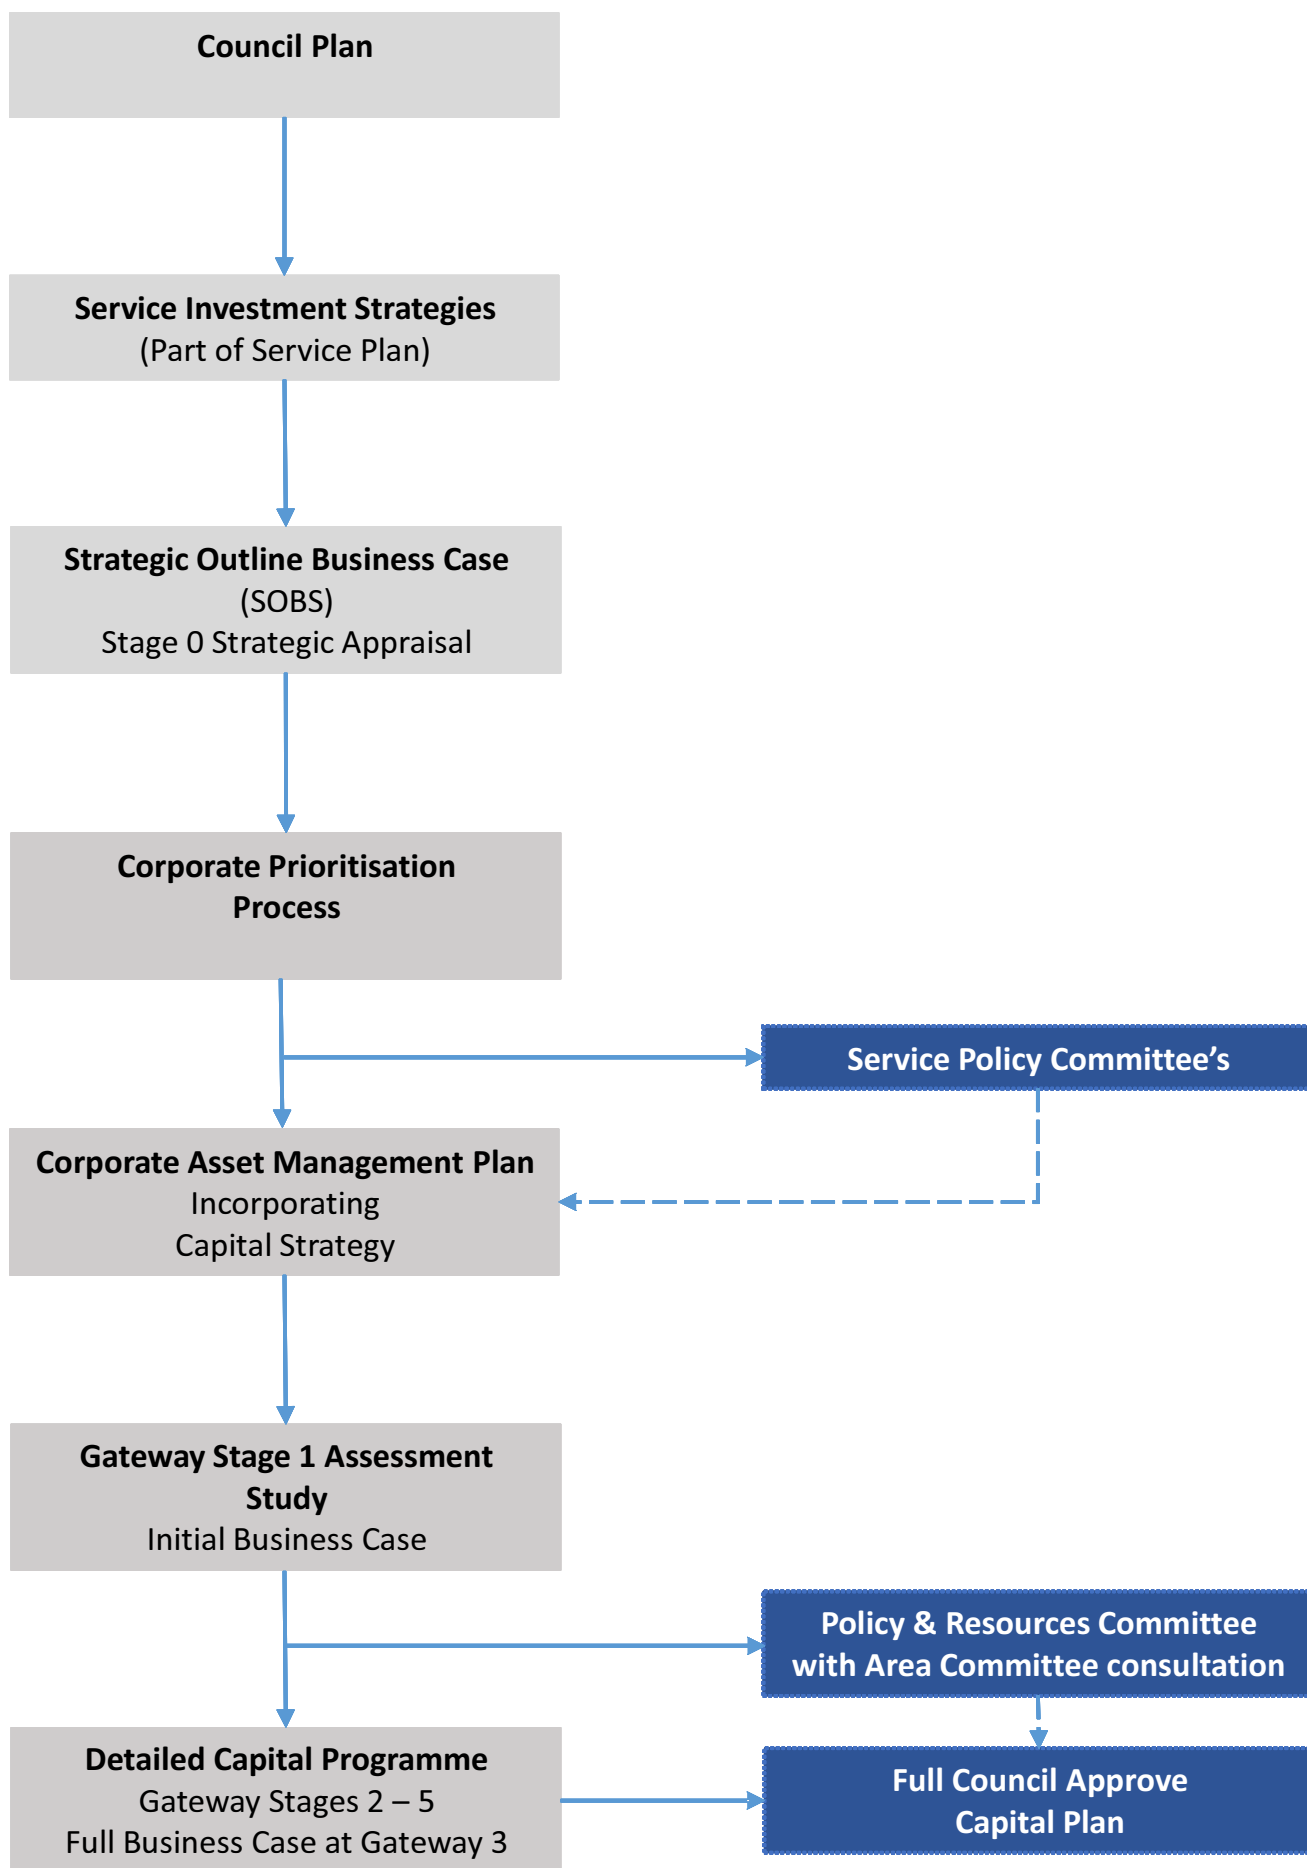 Council Plan
Service Investment Strategies
(Part of Service Plan)
Strategic Outline Business Case
(SOBS)
Stage 0 Strategic Appraisal
Corporate Prioritisation
Process
Service Policy Committee’s
Corporate Asset Management Plan
Incorporating
Capital Strategy
Gateway Stage 1 Assessment
Study
Initial Business Case
Policy & Resources Committee
with Area Committee consultation
Detailed Capital Programme
Gateway Stages 2 – 5
Full Business Case at Gateway 3
Full Council Approve
Capital Plan